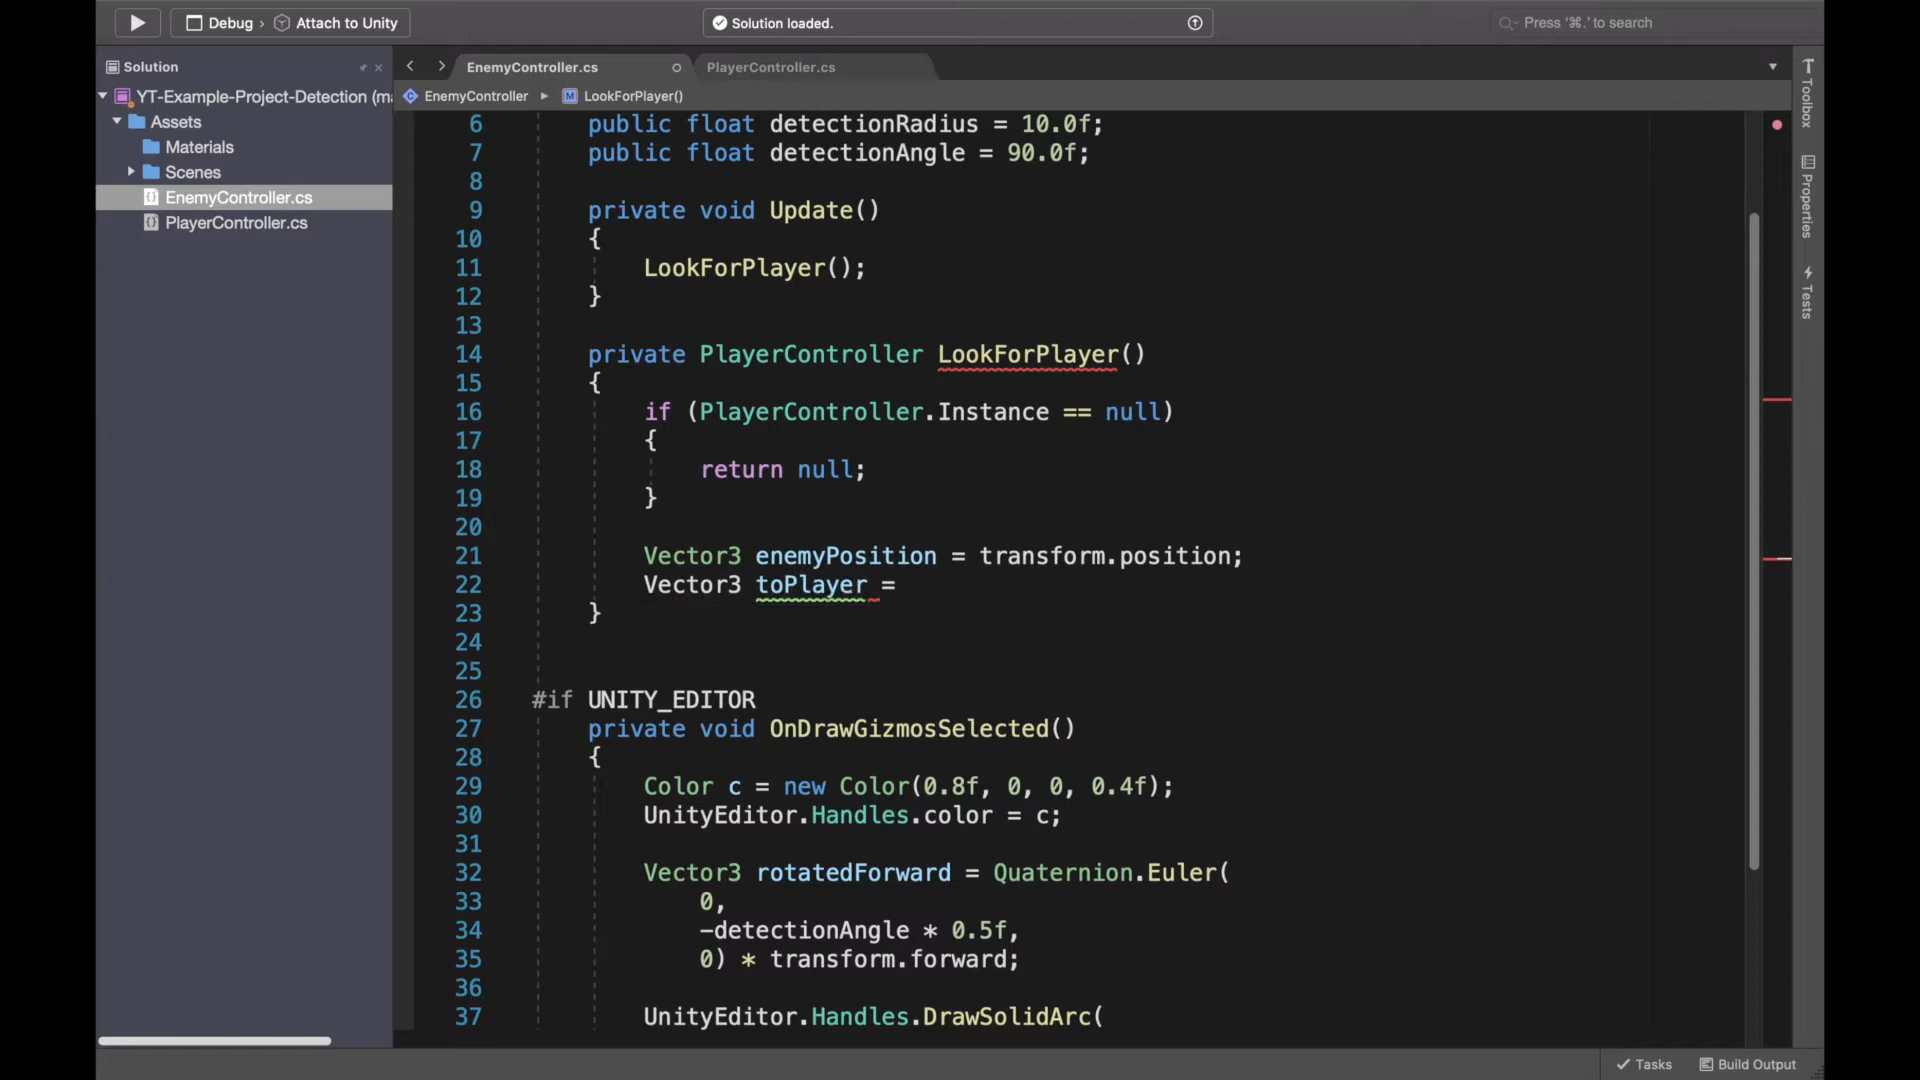 Debug › Attach to Unity
Solution loaded.
Press ‘⌘.’ to search
Solution
EnemyController.cs
PlayerController.cs
YT-Example-Project-Detection (ma
Assets
Materials
Scenes
EnemyController.cs
PlayerController.cs
EnemyController
LookForPlayer()
6 public float detectionRadius = 10.0f;
7 public float detectionAngle = 90.0f;
8
9 private void Update()
10 {
11 LookForPlayer();
12 }
13
14 private PlayerController LookForPlayer()
15 {
16 if (PlayerController.Instance == null)
17 {
18 return null;
19 }
20
21 Vector3 enemyPosition = transform.position;
22 Vector3 toPlayer =
23 }
24
25
26 #if UNITY_EDITOR
27 private void OnDrawGizmosSelected()
28 {
29 Color c = new Color(0.8f, 0, 0, 0.4f);
30 UnityEditor.Handles.color = c;
31
32 Vector3 rotatedForward = Quaternion.Euler(
33 0,
34 -detectionAngle * 0.5f,
35 0) * transform.forward;
36
37 UnityEditor.Handles.DrawSolidArc(
Toolbox
Properties
Tests
Tasks
Build Output